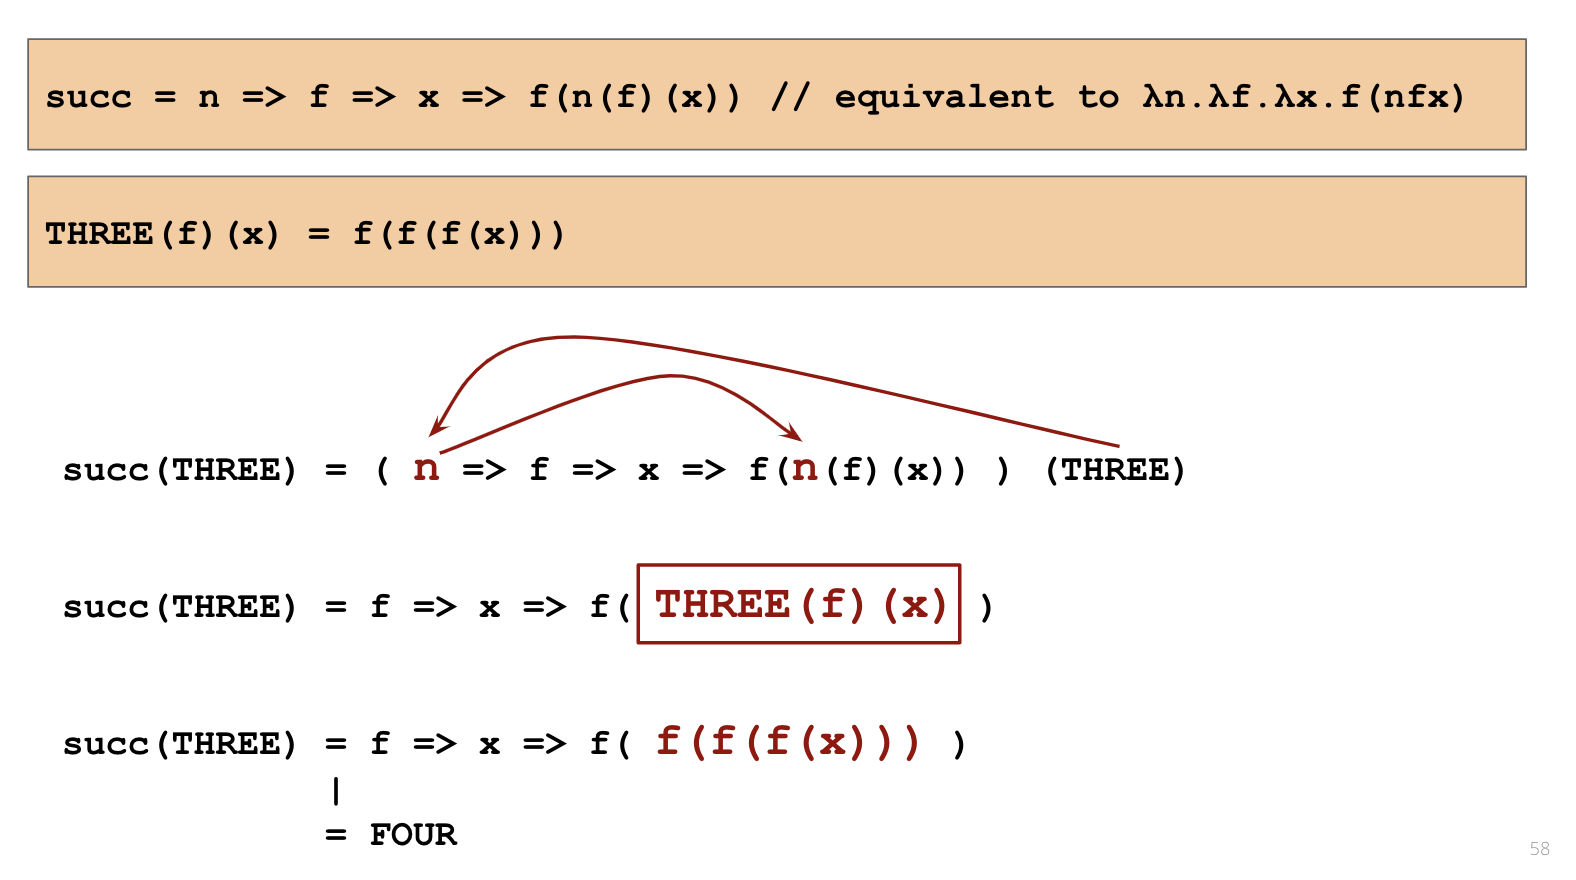 succ = n => f => x => f(n(f)(x)) // equivalent to λn.λf.λx.f(nfx)
THREE(f)(x) = f(f(f(x)))
succ(THREE) = ( n => f => x => f(n(f)(x)) ) (THREE)
succ(THREE) = f => x => f( THREE(f)(x) )
succ(THREE) = f => x => f( f(f(f(x))) )
|
= FOUR
58